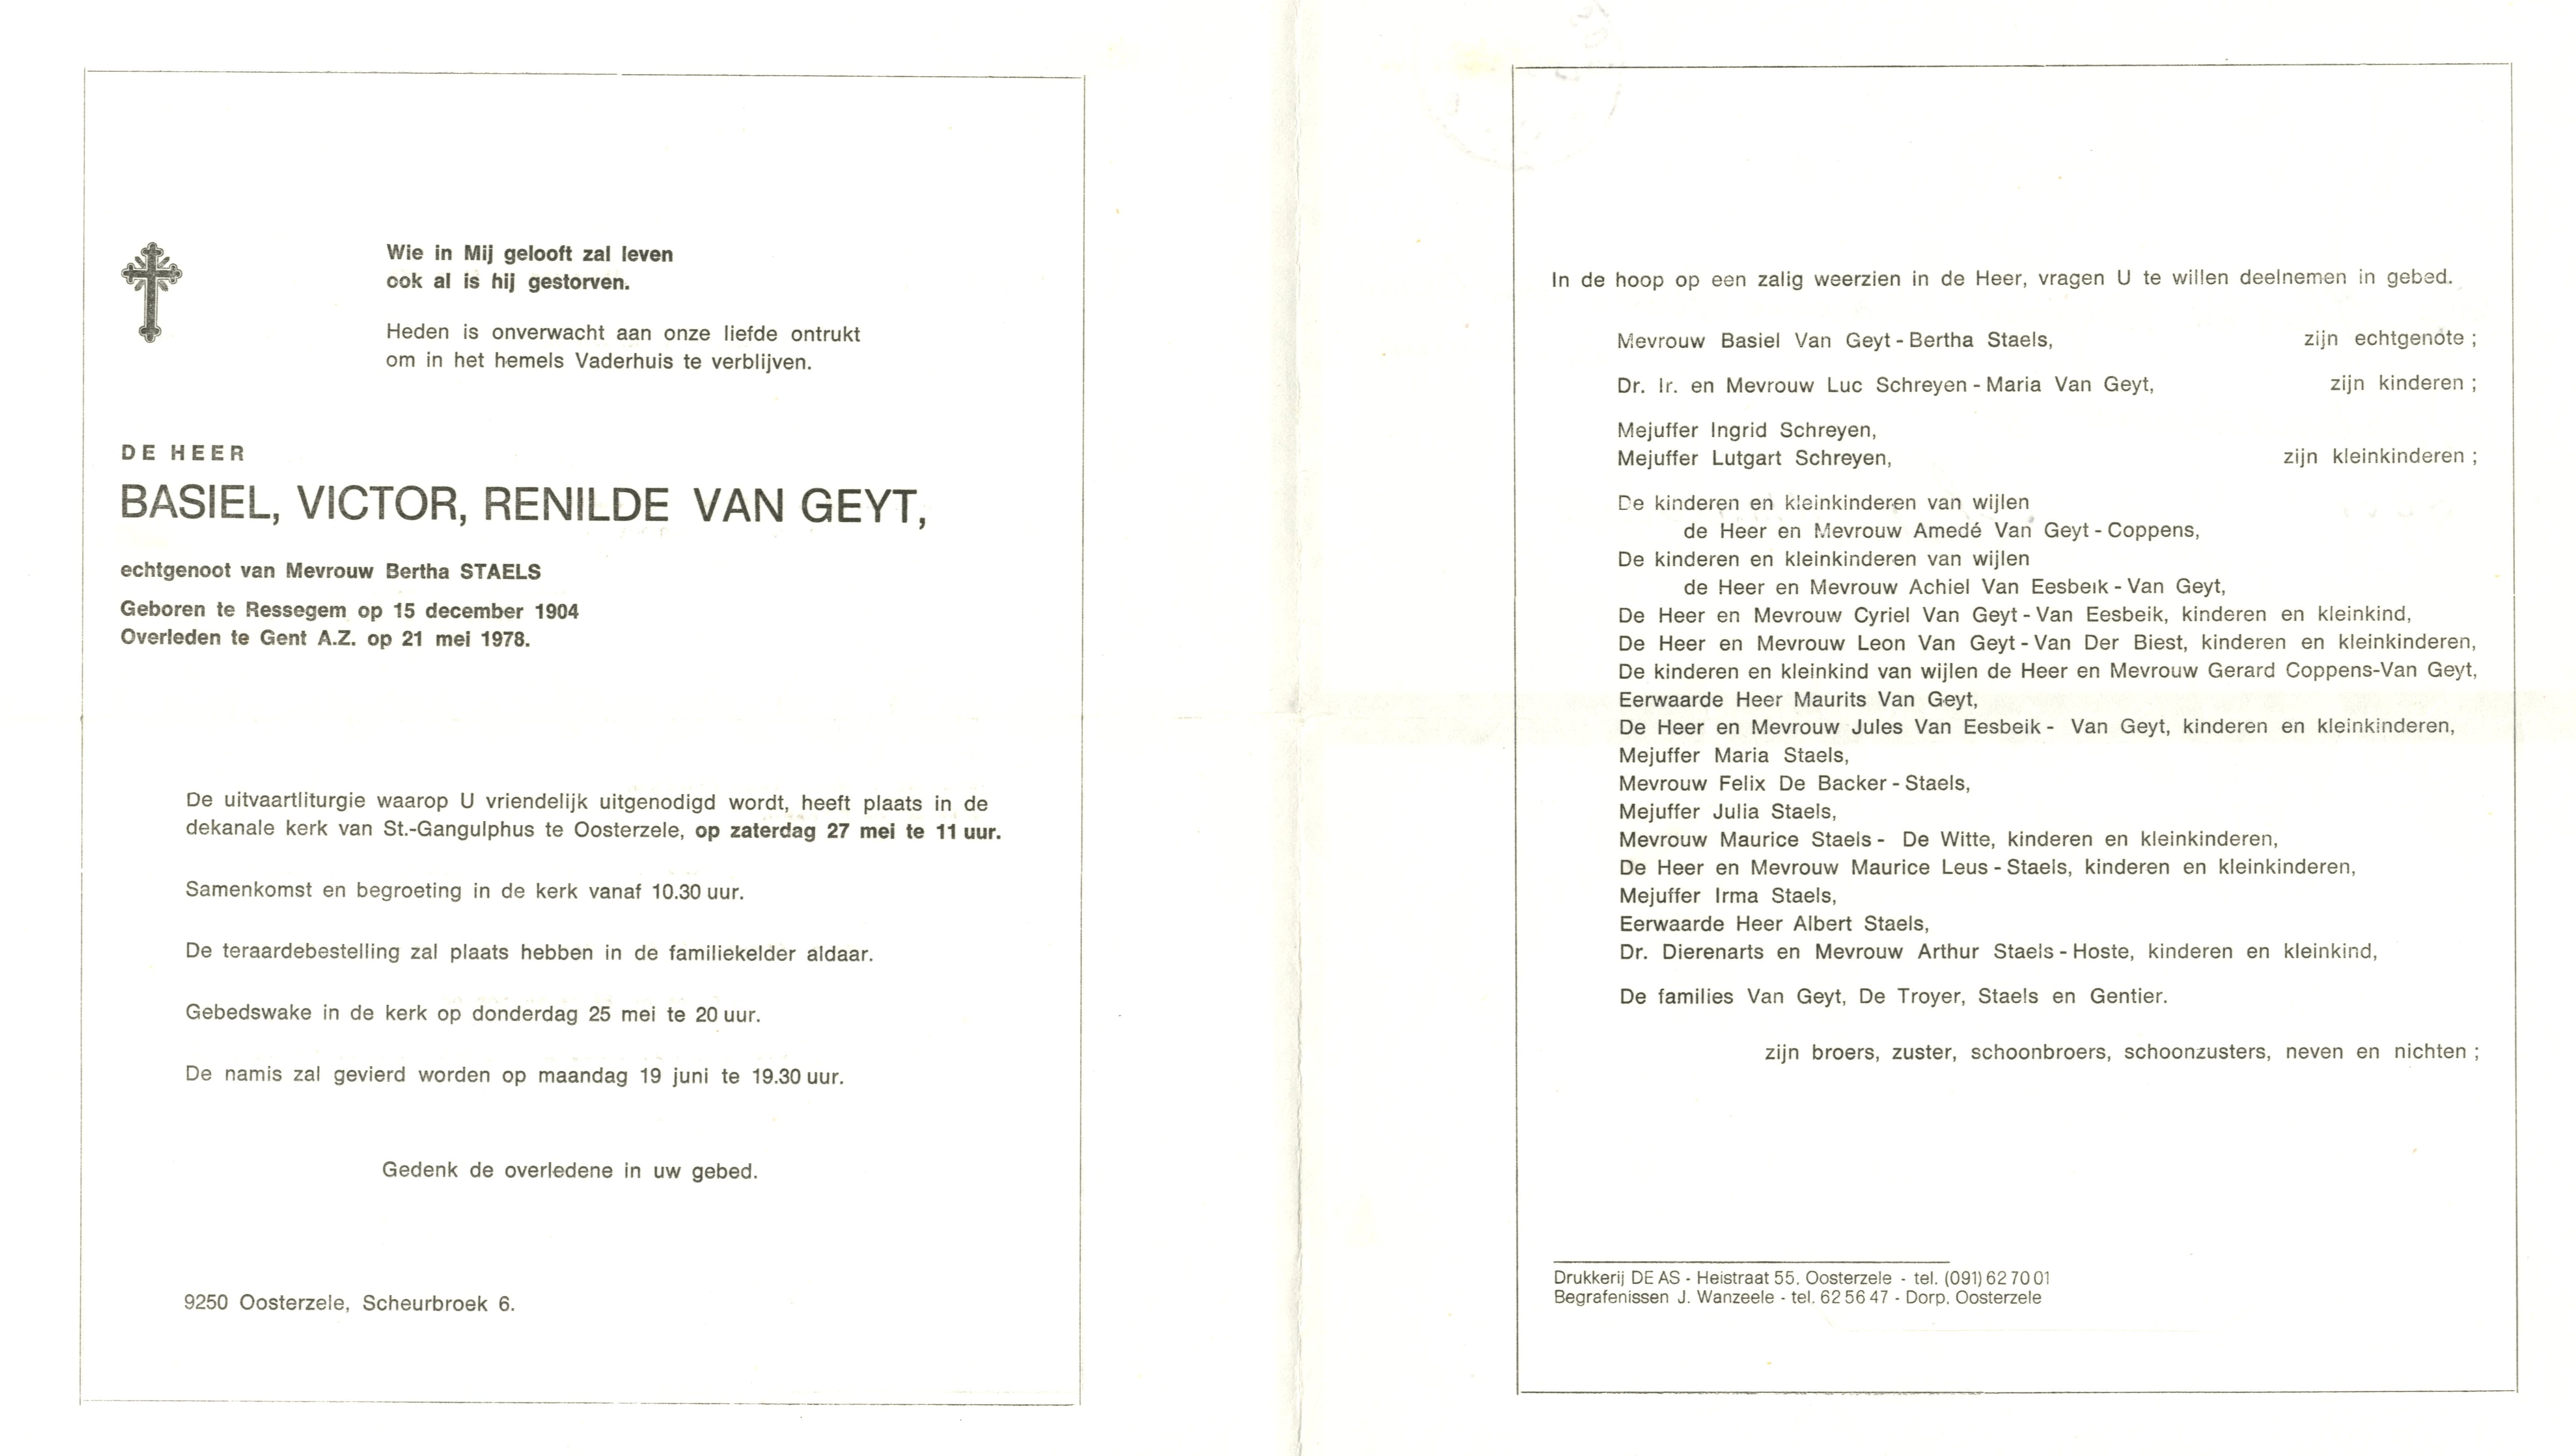 Wie in Mij gelooft zal leven
ook al is hij gestorven.
Heden is onverwacht aan onze liefde ontrukt
om in het hemels Vaderhuis te verblijven.
DE HEER
BASIEL, VICTOR, RENILDE VAN GEYT,
echtgenoot van Mevrouw Bertha STAELS
Geboren te Ressegem op 15 december 1904
Overleden te Gent A.Z. op 21 mei 1978.
De uitvaartliturgie waarop U vriendelijk uitgenodigd wordt, heeft plaats in de
dekanale kerk van St.-Gangulphus te Oosterzele, op zaterdag 27 mei te 11 uur.
Samenkomst en begroeting in de kerk vanaf 10.30 uur.
De teraardebestelling zal plaats hebben in de familiekelder aldaar.
Gebedswake in de kerk op donderdag 25 mei te 20 uur.
De namis zal gevierd worden op maandag 19 juni te 19.30 uur.
Gedenk de overledene in uw gebed.
9250 Oosterzele, Scheurbroek 6.
In de hoop op een zalig weerzien in de Heer, vragen U te willen deelnemen in gebed.
Mevrouw Basiel Van Geyt - Bertha Staels, zijn echtgenote ;
Dr. Ir. en Mevrouw Luc Schreyen - Maria Van Geyt, zijn kinderen ;
Mejuffer Ingrid Schreyen,
Mejuffer Lutgart Schreyen, zijn kleinkinderen ;
De kinderen en kleinkinderen van wijlen
de Heer en Mevrouw Amedé Van Geyt - Coppens,
De kinderen en kleinkinderen van wijlen
de Heer en Mevrouw Achiel Van Eesbeik - Van Geyt,
De Heer en Mevrouw Cyriel Van Geyt - Van Eesbeik, kinderen en kleinkind,
De Heer en Mevrouw Leon Van Geyt - Van Der Biest, kinderen en kleinkinderen,
De kinderen en kleinkind van wijlen de Heer en Mevrouw Gerard Coppens-Van Geyt,
Eerwaarde Heer Maurits Van Geyt,
De Heer en Mevrouw Jules Van Eesbeik - Van Geyt, kinderen en kleinkinderen,
Mejuffer Maria Staels,
Mevrouw Felix De Backer - Staels,
Mejuffer Julia Staels,
Mevrouw Maurice Staels - De Witte, kinderen en kleinkinderen,
De Heer en Mevrouw Maurice Leus - Staels, kinderen en kleinkinderen,
Mejuffer Irma Staels,
Eerwaarde Heer Albert Staels,
Dr. Dierenarts en Mevrouw Arthur Staels - Hoste, kinderen en kleinkind,
De families Van Geyt, De Troyer, Staels en Gentier.
zijn broers, zuster, schoonbroers, schoonzusters, neven en nichten ;
Drukkerij DE AS - Heistraat 55, Oosterzele - tel. (091) 62 70 01
Begrafenissen J. Wanzeele - tel. 62 56 47 - Dorp, Oosterzele